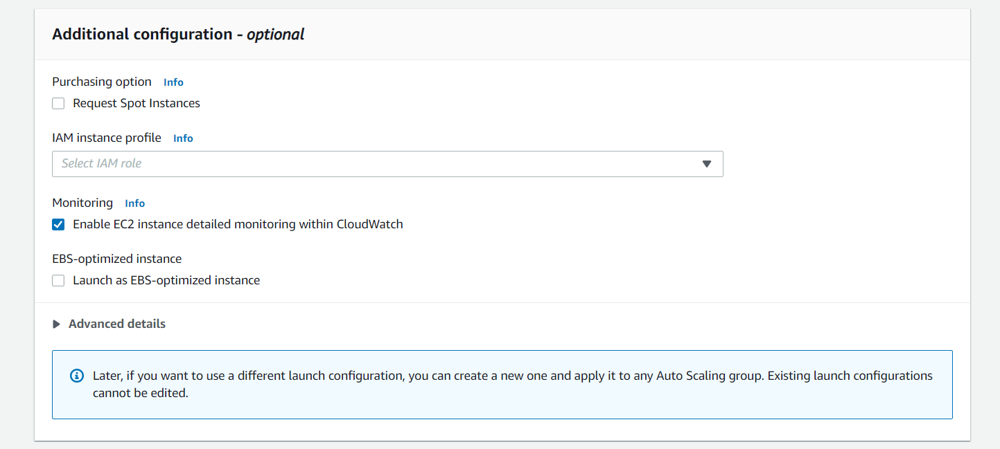 Additional configuration - optional
Purchasing option Info
Request Spot Instances
IAM instance profile Info
Select IAM role
Monitoring Info
Enable EC2 instance detailed monitoring within CloudWatch
EBS-optimized instance
Launch as EBS-optimized instance
Advanced details
Later, if you want to use a different launch configuration, you can create a new one and apply it to any Auto Scaling group. Existing launch configurations
cannot be edited.